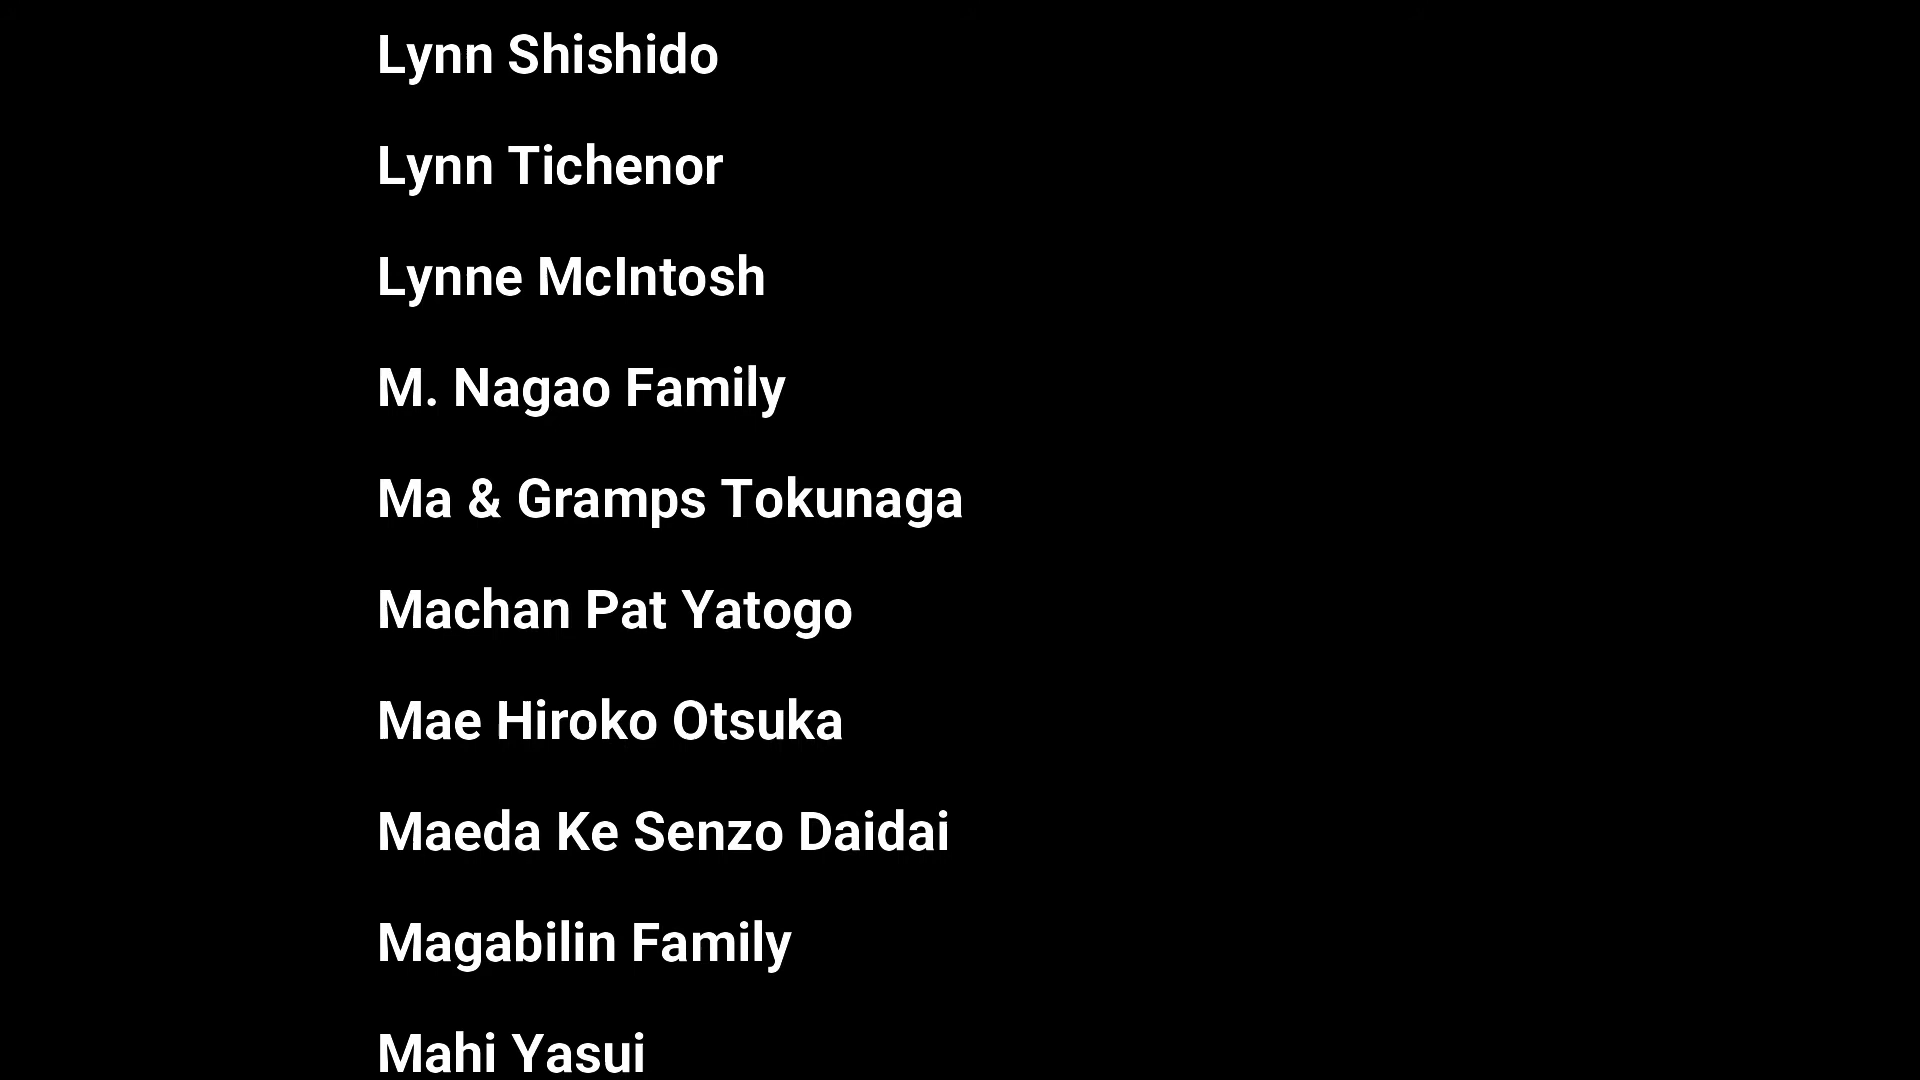 Lynn Shishido
Lynn Tichenor
Lynne McIntosh
M. Nagao Family
Ma & Gramps Tokunaga
Machan Pat Yatogo
Mae Hiroko Otsuka
Maeda Ke Senzo Daidai
Magabilin Family
Mahi Yasui